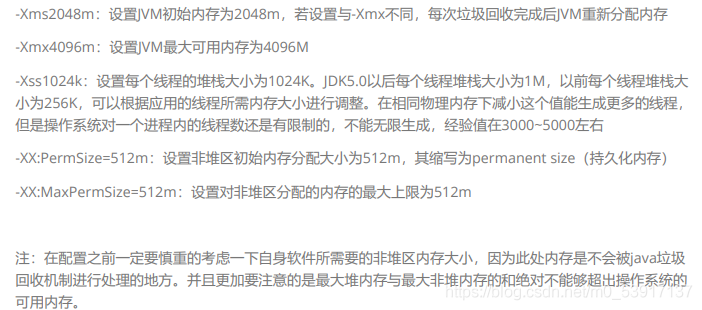 -Xms2048m：设置JVM初始内存为2048m，若设置与-Xmx不同，每次垃圾回收完成后JVM重新分配内存
-Xmx4096m：设置JVM最大可用内存为4096M
-Xss1024k：设置每个线程的堆栈大小为1024K。JDK5.0以后每个线程堆栈大小为1M，以前每个线程堆栈大
小为256K，可以根据应用的线程所需内存大小进行调整。在相同物理内存下减小这个值能生成更多的线程，
但是操作系统对一个进程内的线程数还是有限制的，不能无限生成，经验值在3000~5000左右
-XX:PermSize=512m：设置非堆区初始内存分配大小为512m，其缩写为permanent size（持久化内存）
-XX:MaxPermSize=512m：设置对非堆区分配的内存的最大上限为512m
注：在配置之前一定要慎重的考虑一下自身软件所需要的非堆区内存大小，因为此处内存是不会被java垃圾
回收机制进行处理的地方。并且更加要注意的是最大堆内存与最大非堆内存的和绝对不能够超出操作系统的
可用内存。
https://blog.csdn.net/m0_53917137